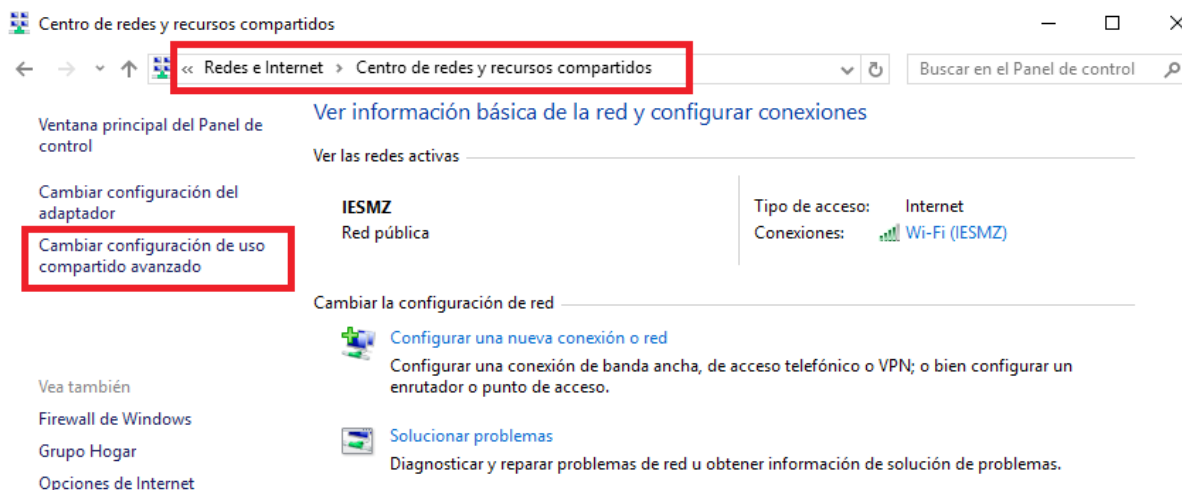 Centro de redes y recursos compartidos
« Redes e Internet > Centro de redes y recursos compartidos
Buscar en el Panel de control
Ventana principal del Panel de
control
Cambiar configuración del
adaptador
Cambiar configuración de uso
compartido avanzado
Vea también
Firewall de Windows
Grupo Hogar
Opciones de Internet
Ver información básica de la red y configurar conexiones
Ver las redes activas
IESMZ
Red pública
Tipo de acceso: Internet
Conexiones: Wi-Fi (IESMZ)
Cambiar la configuración de red
Configurar una nueva conexión o red
Configurar una conexión de banda ancha, de acceso telefónico o VPN; o bien configurar un
enrutador o punto de acceso.
Solucionar problemas
Diagnosticar y reparar problemas de red u obtener información de solución de problemas.